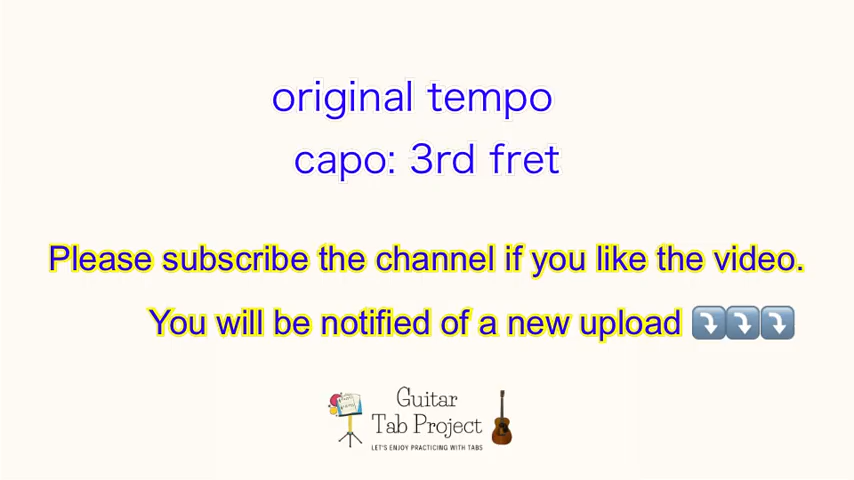 original tempo
capo: 3rd fret
Please subscribe the channel if you like the video.
You will be notified of a new upload ⤵️⤵️⤵️
Guitar
Tab Project
LET'S ENJOY PRACTICING WITH TABS